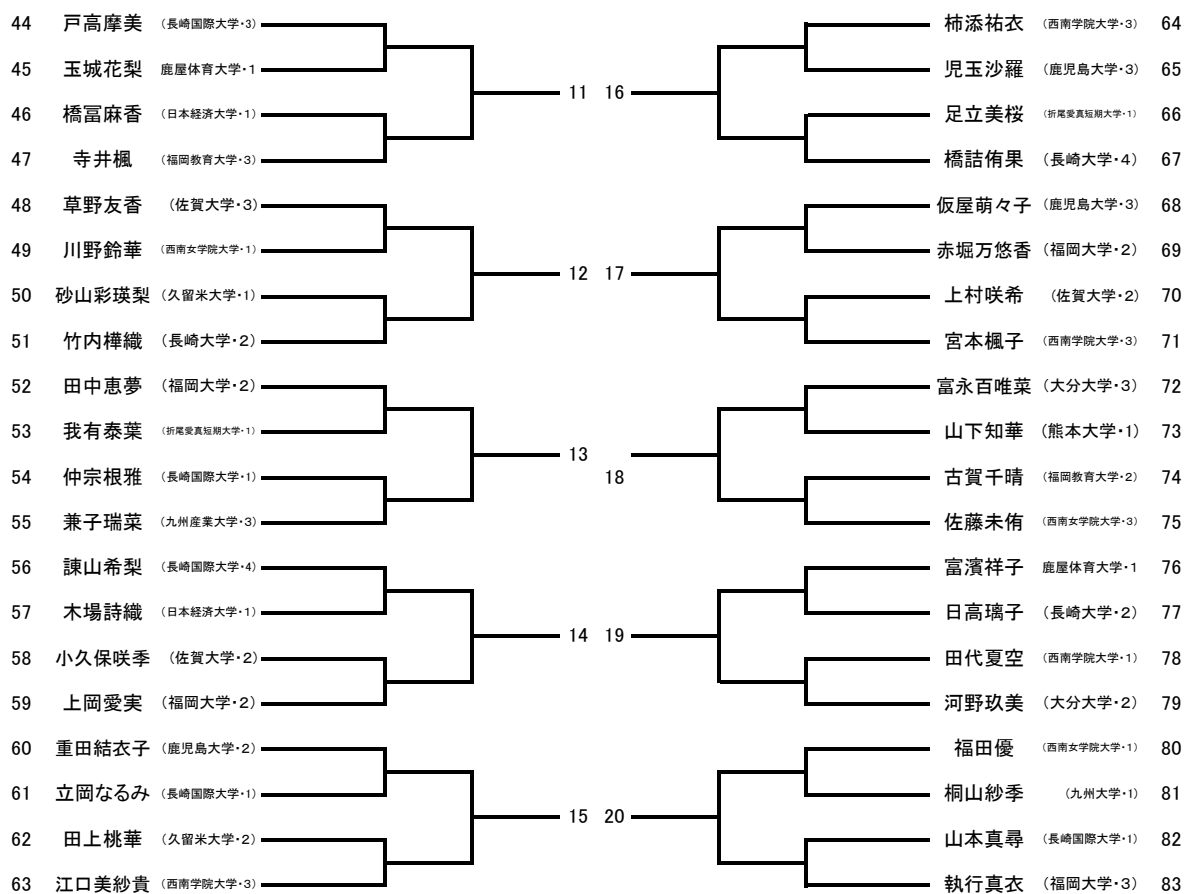 44 戸高摩美 (長崎国際大学・3)
45 玉城花梨 鹿屋体育大学・1
11
46 橋冨麻香 (日本経済大学・1)
47 寺井楓 (福岡教育大学・3)
48 草野友香 (佐賀大学・3)
49 川野鈴華 (西南女学院大学・1)
12
50 砂山彩瑛梨 (久留米大学・1)
51 竹内樺織 (長崎大学・2)
52 田中恵夢 (福岡大学・2)
53 我有泰葉 (折尾愛真短期大学・1)
13
54 仲宗根雅 (長崎国際大学・1)
55 兼子瑞菜 (九州産業大学・3)
56 諌山希梨 (長崎国際大学・4)
57 木場詩織 (日本経済大学・1)
14
58 小久保咲季 (佐賀大学・2)
59 上岡愛実 (福岡大学・2)
60 重田結衣子 (鹿児島大学・2)
61 立岡なるみ (長崎国際大学・1)
15
62 田上桃華 (久留米大学・2)
63 江口美紗貴 (西南学院大学・3)
柿添祐衣 (西南学院大学・3) 64
児玉沙羅 (鹿児島大学・3) 65
16
足立美桜 (折尾愛真短期大学・1) 66
橋詰侑果 (長崎大学・4) 67
仮屋萌々子 (鹿児島大学・3) 68
赤堀万悠香 (福岡大学・2) 69
17
上村咲希 (佐賀大学・2) 70
宮本楓子 (西南学院大学・3) 71
富永百唯菜 (大分大学・3) 72
山下知華 (熊本大学・1) 73
18
古賀千晴 (福岡教育大学・2) 74
佐藤未侑 (西南女学院大学・3) 75
富濱祥子 鹿屋体育大学・1 76
日高璃子 (長崎大学・2) 77
19
田代夏空 (西南学院大学・1) 78
河野玖美 (大分大学・2) 79
福田優 (西南女学院大学・1) 80
桐山紗季 (九州大学・1) 81
20
山本真尋 (長崎国際大学・1) 82
執行真衣 (福岡大学・3) 83